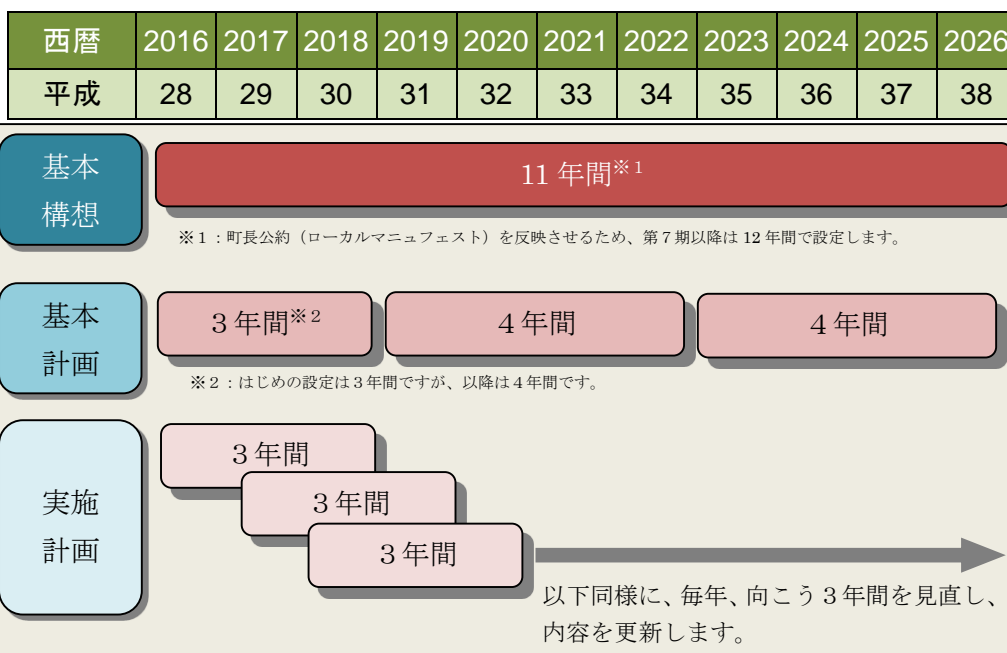 西暦 2016 2017 2018 2019 2020 2021 2022 2023 2024 2025 2026
平成 28 29 30 31 32 33 34 35 36 37 38
基本
構想
11 年間※1
※1：町長公約（ローカルマニュフェスト）を反映させるため、第７期以降は 12 年間で設定します。
基本
計画
３年間※2
４年間
４年間
※２：はじめの設定は３年間ですが、以降は４年間です。
実施
計画
３年間
３年間
３年間
以下同様に、毎年、向こう３年間を見直し、
内容を更新します。